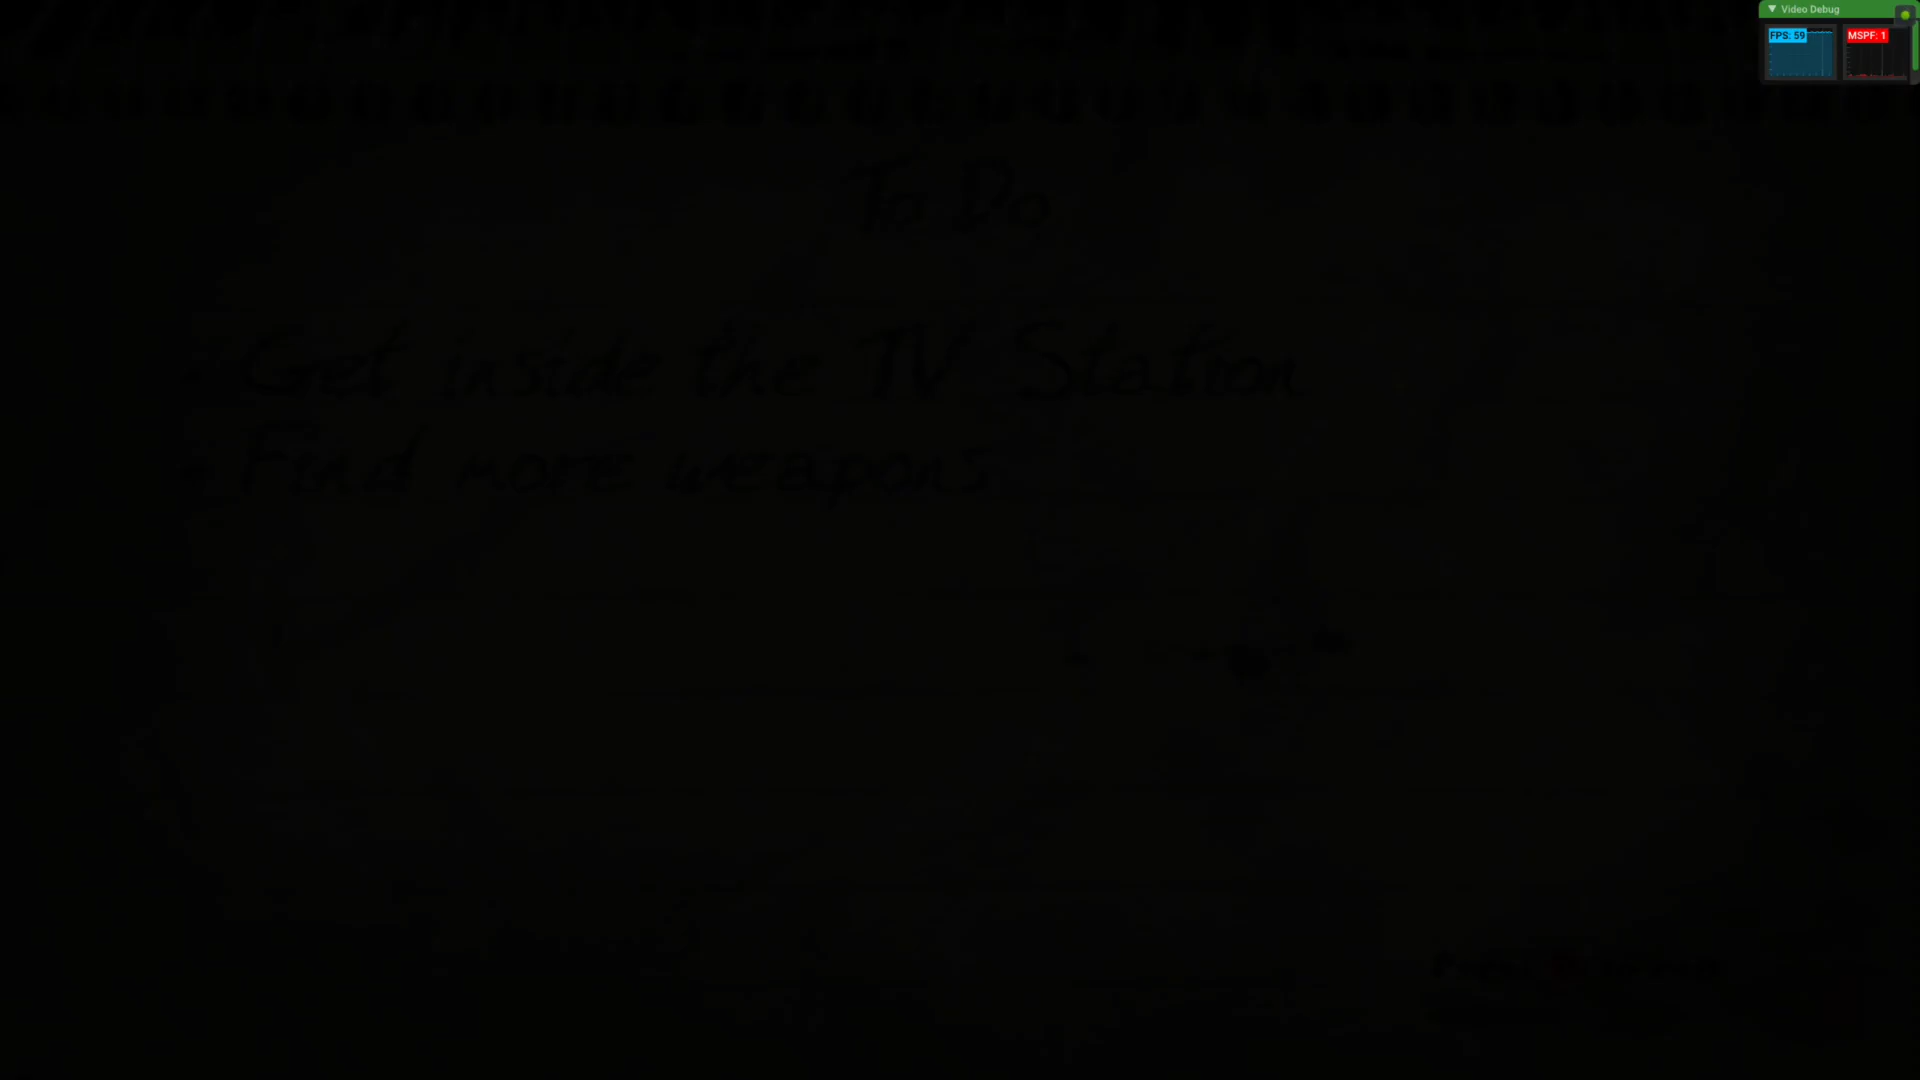 Video Debug
FPS: 59
MSPF: 1
To Do
- Get inside the TV Station
- Find more weapons